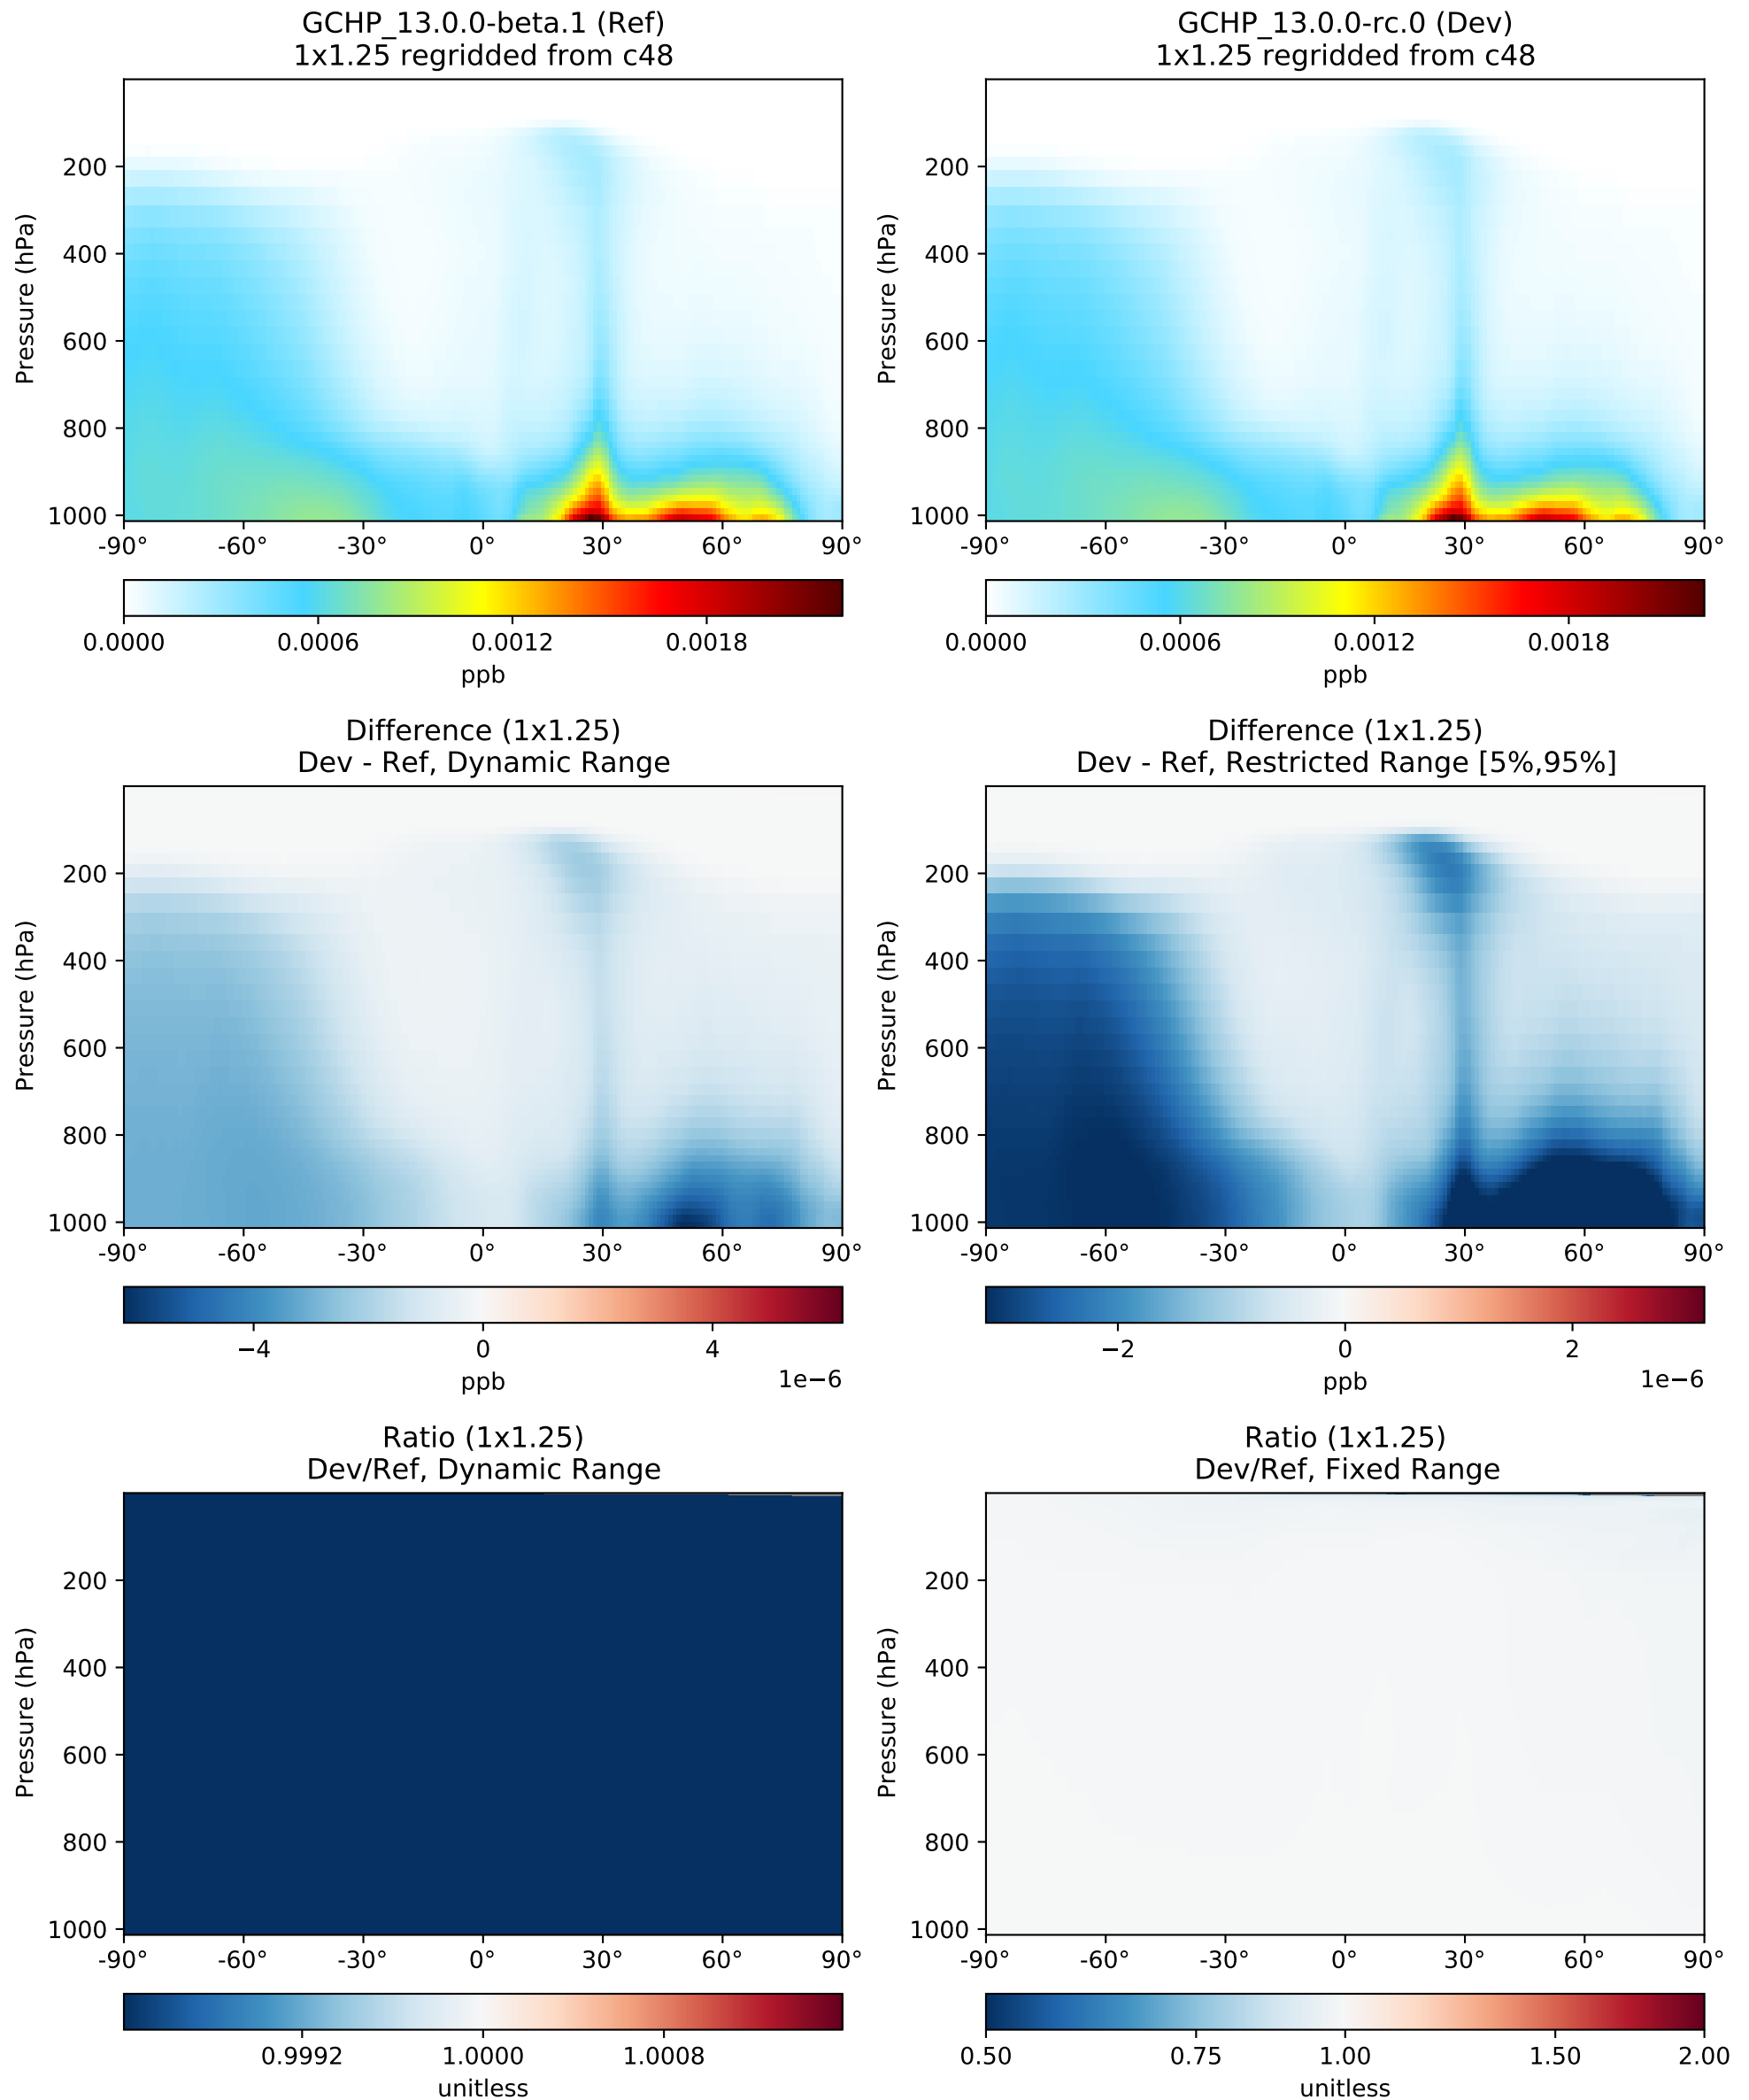 GCHP_13.0.0-beta.1 (Ref)
1x1.25 regridded from c48
Pressure (hPa)
200
400
600
800
1000
-90° -60° -30° 0° 30° 60° 90°
0.0000 0.0006 0.0012 0.0018
ppb
GCHP_13.0.0-rc.0 (Dev)
1x1.25 regridded from c48
Pressure (hPa)
200
400
600
800
1000
-90° -60° -30° 0° 30° 60° 90°
0.0000 0.0006 0.0012 0.0018
ppb
Difference (1x1.25)
Dev - Ref, Dynamic Range
Pressure (hPa)
200
400
600
800
1000
-90° -60° -30° 0° 30° 60° 90°
−4 0 4
ppb 1e−6
Difference (1x1.25)
Dev - Ref, Restricted Range [5%,95%]
Pressure (hPa)
200
400
600
800
1000
-90° -60° -30° 0° 30° 60° 90°
−2 0 2
ppb 1e−6
Ratio (1x1.25)
Dev/Ref, Dynamic Range
Pressure (hPa)
200
400
600
800
1000
-90° -60° -30° 0° 30° 60° 90°
0.9992 1.0000 1.0008
unitless
Ratio (1x1.25)
Dev/Ref, Fixed Range
Pressure (hPa)
200
400
600
800
1000
-90° -60° -30° 0° 30° 60° 90°
0.50 0.75 1.00 1.50 2.00
unitless